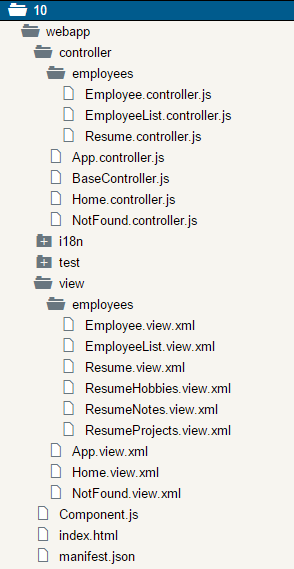 10
webapp
controller
employees
Employee.controller.js
EmployeeList.controller.js
Resume.controller.js
App.controller.js
BaseController.js
Home.controller.js
NotFound.controller.js
i18n
test
view
employees
Employee.view.xml
EmployeeList.view.xml
Resume.view.xml
ResumeHobbies.view.xml
ResumeNotes.view.xml
ResumeProjects.view.xml
App.view.xml
Home.view.xml
NotFound.view.xml
Component.js
index.html
manifest.json